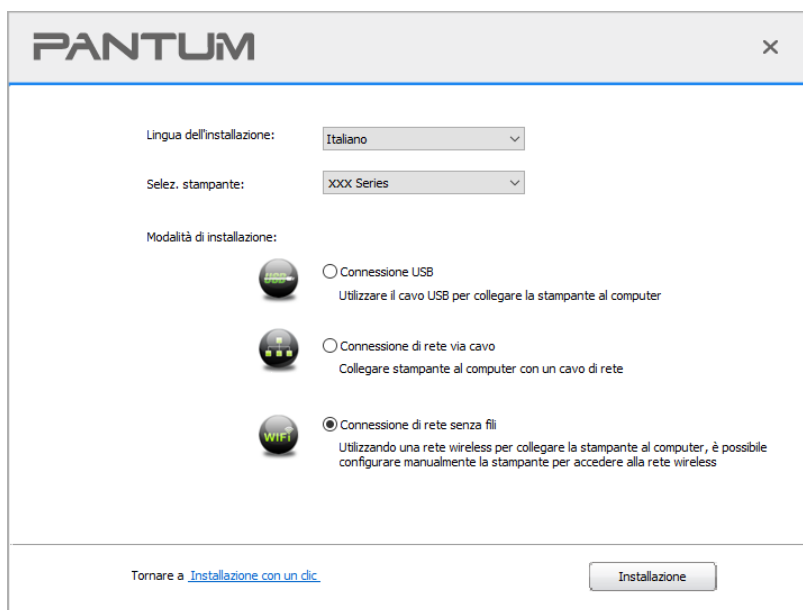 PANTUM
Lingua dell'installazione:
Italiano
Selez. stampante:
XXX Series
Modalità di installazione:
USB
Connessione USB
Utilizzare il cavo USB per collegare la stampante al computer
Connessione di rete via cavo
Collegare stampante al computer con un cavo di rete
WiFi
Connessione di rete senza fili
Utilizzando una rete wireless per collegare la stampante al computer, è possibile
configurare manualmente la stampante per accedere alla rete wireless
Tornare a Installazione con un clic
Installazione